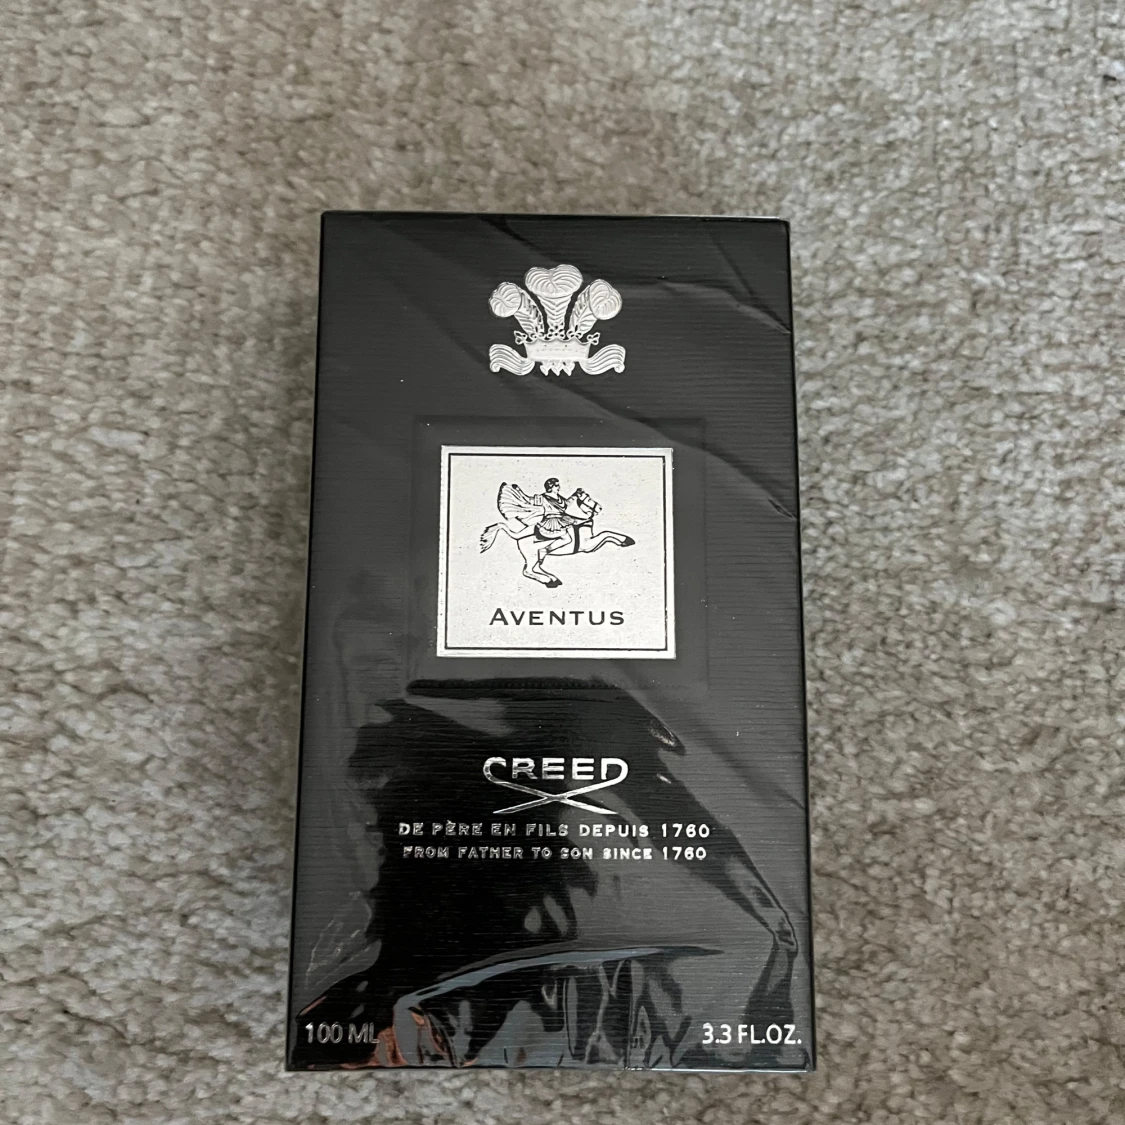 AVENTUS
CREED
DE PÈRE EN FILS DEPUIS 1760
FROM FATHER TO SON SINCE 1760
100 ML
3.3 FL.OZ.